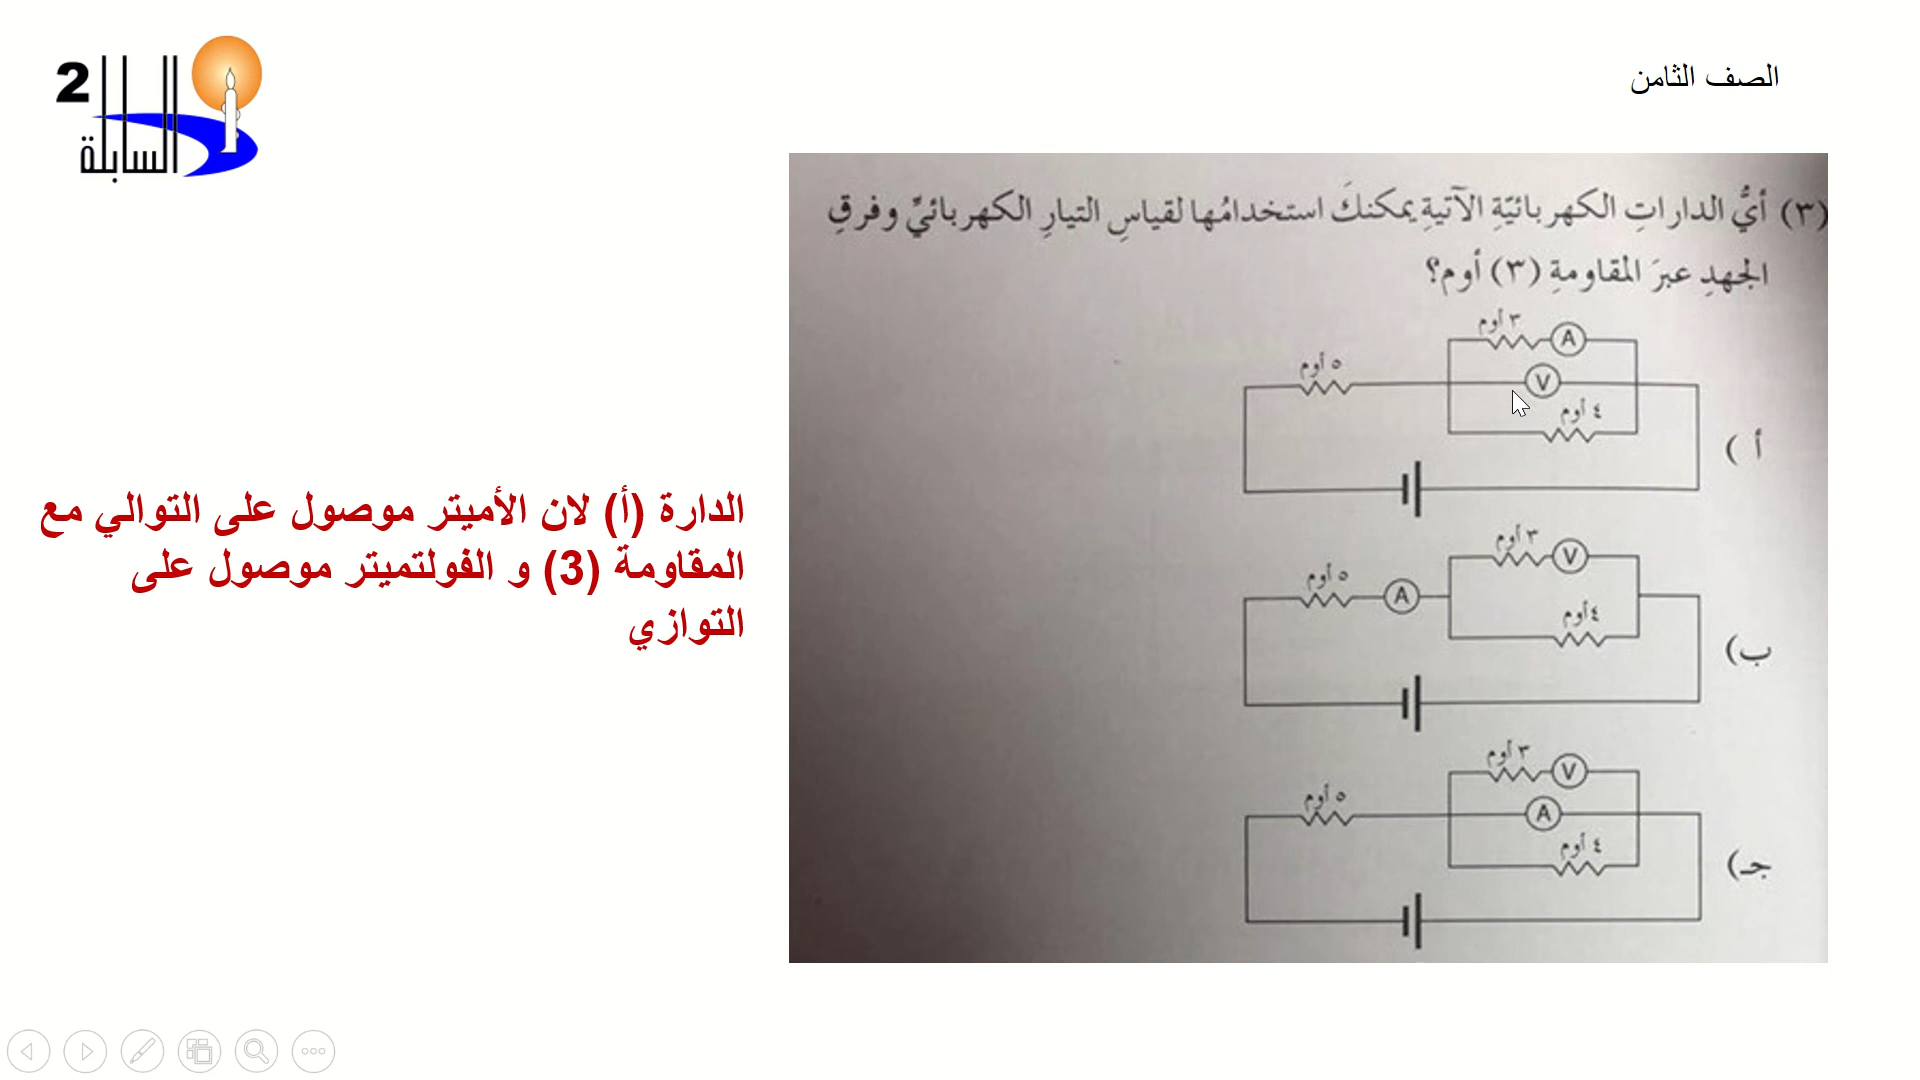 الصف الثامن
2
السابلة
(٣) أيُّ الداراتِ الكهربائيّةِ الآتيةِ يمكنكَ استخدامُها لقياسِ التيارِ الكهربائيِّ وفرقِ
الجهدِ عبرَ المقاومةِ (٣) أوم؟
٣ أوم
A
٥ أوم
V
٤ أوم
أ )
٣ أوم
V
٥ أوم
A
٤ أوم
ب)
٣ أوم
V
٥ أوم
A
٤ أوم
جـ)
الدارة (أ) لان الأميتر موصول على التوالي مع
المقاومة (3) و الفولتميتر موصول على
التوازي